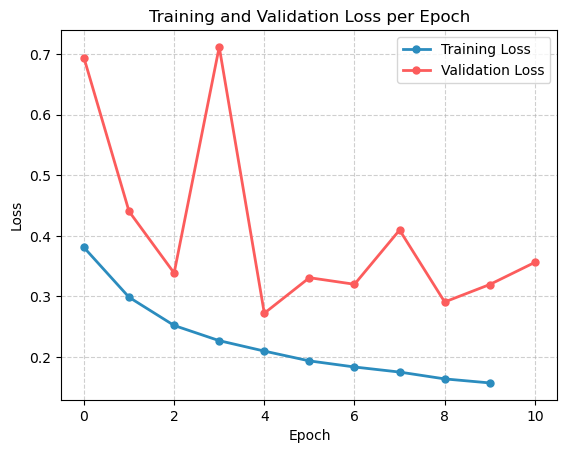 Training and Validation Loss per Epoch
Training Loss
Validation Loss
Loss
0.7
0.6
0.5
0.4
0.3
0.2
0 2 4 6 8 10
Epoch